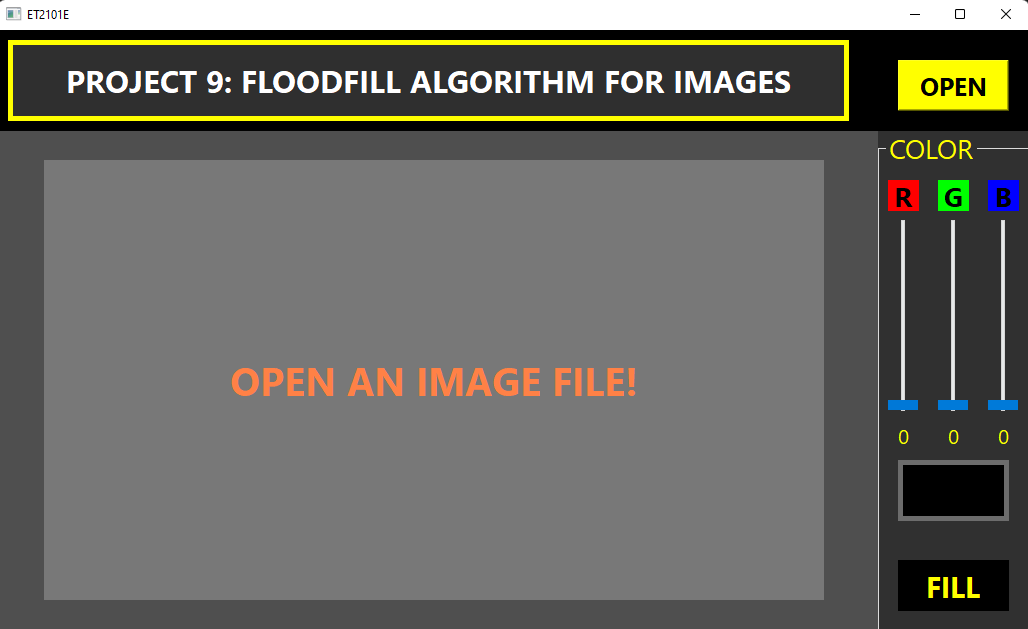 ET2101E
PROJECT 9: FLOODFILL ALGORITHM FOR IMAGES
OPEN
COLOR
R G B
OPEN AN IMAGE FILE!
0 0 0
FILL